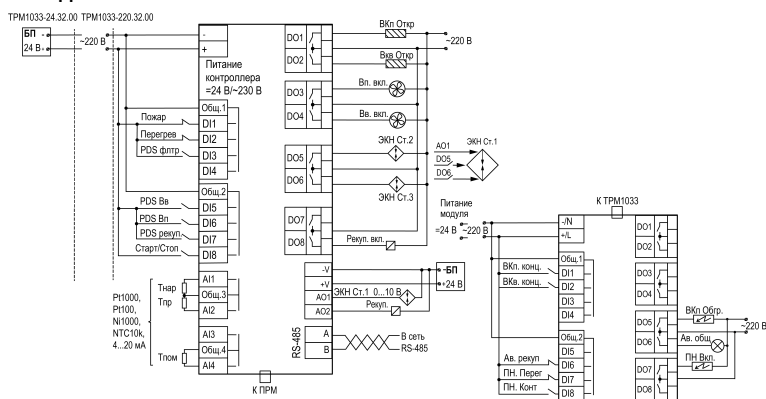 ТРМ1033-24.32.00 ТРМ1033-220.32.00
БП -
24 В+
~220 В
-
+
Питание
контроллера
=24 В/~230 В
Общ.1
Пожар
DI1
Перегрев
DI2
PDS флтр
DI3
DI4
Общ.2
PDS Вв
DI5
PDS Вп
DI6
PDS рекуп.
DI7
Старт/Стоп
DI8
Pt1000,
Pt100,
Ni1000,
NTC10k,
4...20 мА
Тнар
Тпр
Тпом
AI1
Общ.3
AI2
AI3
Общ.4
AI4
К ПРМ
DO1
DO2
DO3
DO4
DO5
DO6
DO7
DO8
ВКп Откр
~220 В
Вкв Откр
Вп. вкл.
Вв. вкл.
ЭКН Ст.2
ЭКН Ст.3
Рекуп. вкл.
-V
+V
AO1
AO2
-БП
+24 В
ЭКН Ст.1 0...10 В
Рекуп.
RS-485
A
B
В сеть
RS-485
ЭКН Ст.1
AO1
DO5
DO6
Питание
модуля
=24 В ~220 В
К ТРМ1033
-/N
+/L
Общ.1
ВКп. конц.
DI1
ВКв. конц.
DI2
DI3
DI4
Общ.2
DI5
Ав. рекуп
DI6
ПН. Перег
DI7
ПН. Конт
DI8
DO1
DO2
DO3
DO4
DO5
DO6
DO7
DO8
ВКп Обгр.
~220 В
Ав. общ
ПН Вкл.